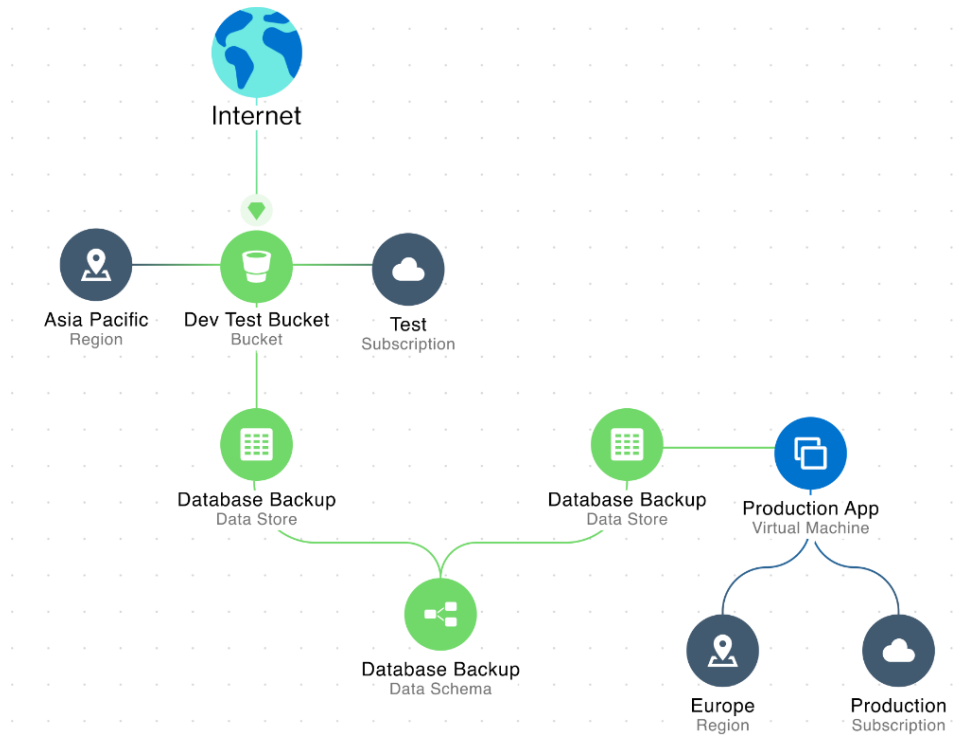 Internet
Asia Pacific
Region
Dev Test Bucket
Bucket
Test
Subscription
Database Backup
Data Store
Database Backup
Data Store
Production App
Virtual Machine
Database Backup
Data Schema
Europe
Region
Production
Subscription